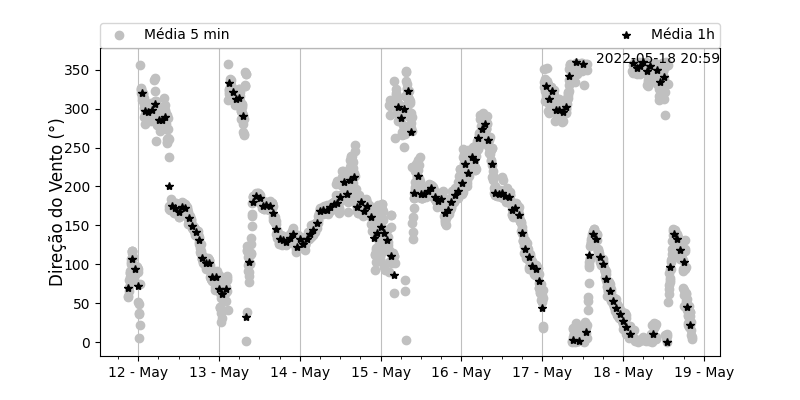 Média 5 min
Média 1h
2022-05-18 20:59
Direção do Vento (°)
350
300
250
200
150
100
50
0
12 - May
13 - May
14 - May
15 - May
16 - May
17 - May
18 - May
19 - May